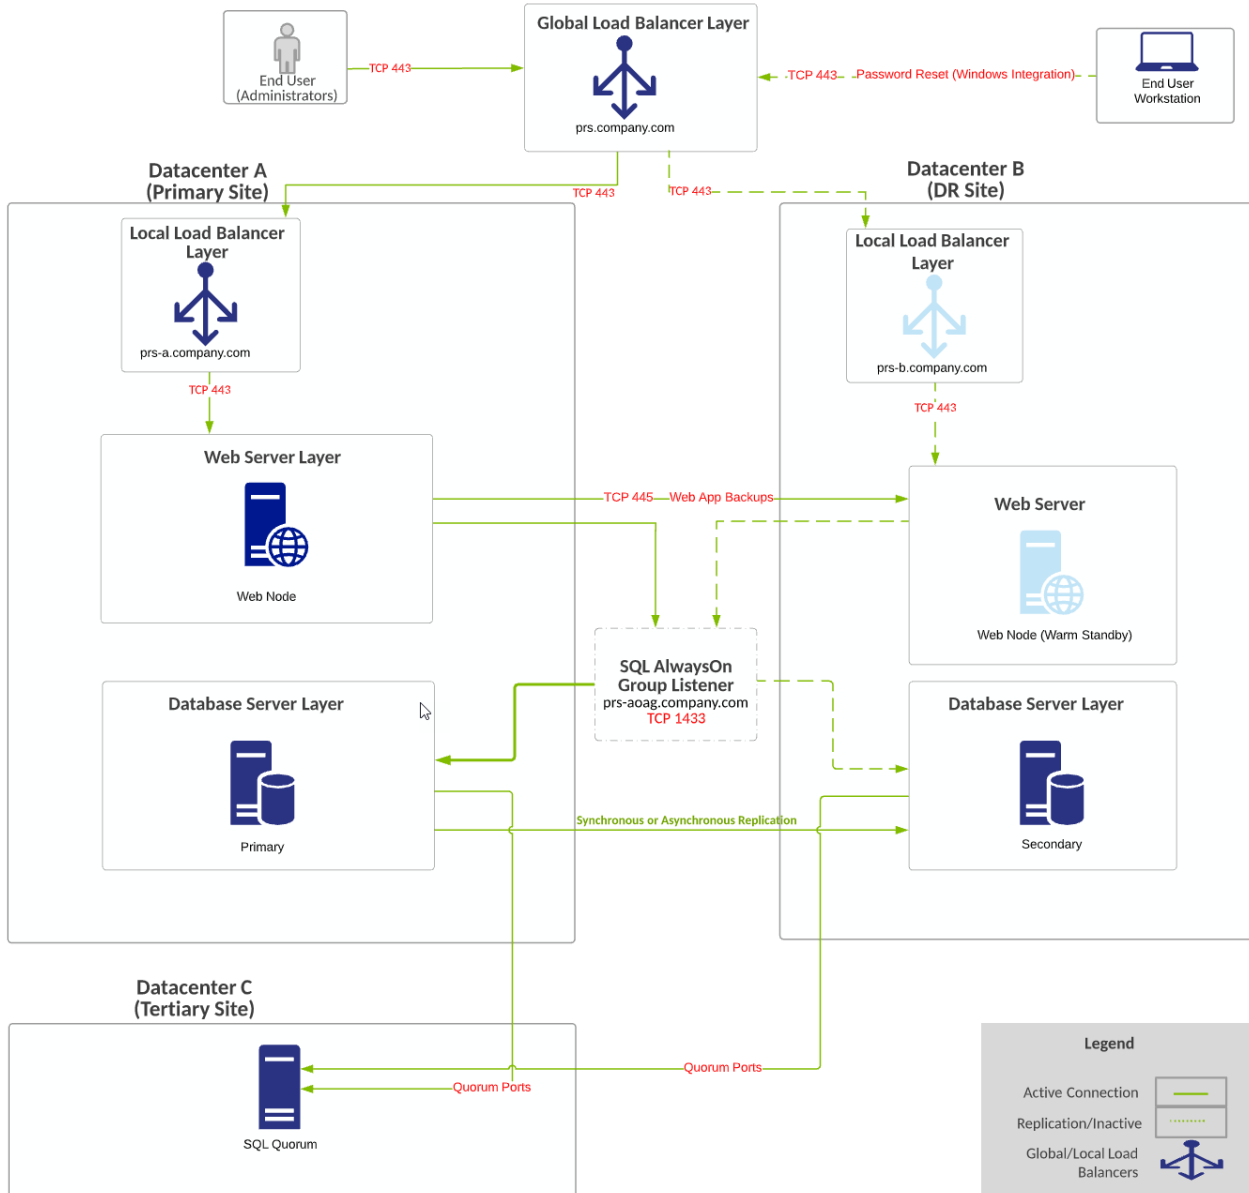 Global Load Balancer Layer
prs.company.com
End User
(Administrators)
TCP 443
TCP 443
Password Reset (Windows Integration)
End User
Workstation
TCP 443
TCP 443
Datacenter A
(Primary Site)
Datacenter B
(DR Site)
Local Load Balancer
Layer
prs-a.company.com
TCP 443
Local Load Balancer
Layer
prs-b.company.com
TCP 443
Web Server Layer
Web Node
TCP 445
Web App Backups
Web Server
Web Node (Warm Standby)
SQL AlwaysOn
Group Listener
prs-aoag.company.com
TCP 1433
Database Server Layer
Primary
Database Server Layer
Secondary
Synchronous or Asynchronous Replication
Datacenter C
(Tertiary Site)
Quorum Ports
Quorum Ports
SQL Quorum
Legend
Active Connection
Replication/Inactive
Global/Local Load
Balancers